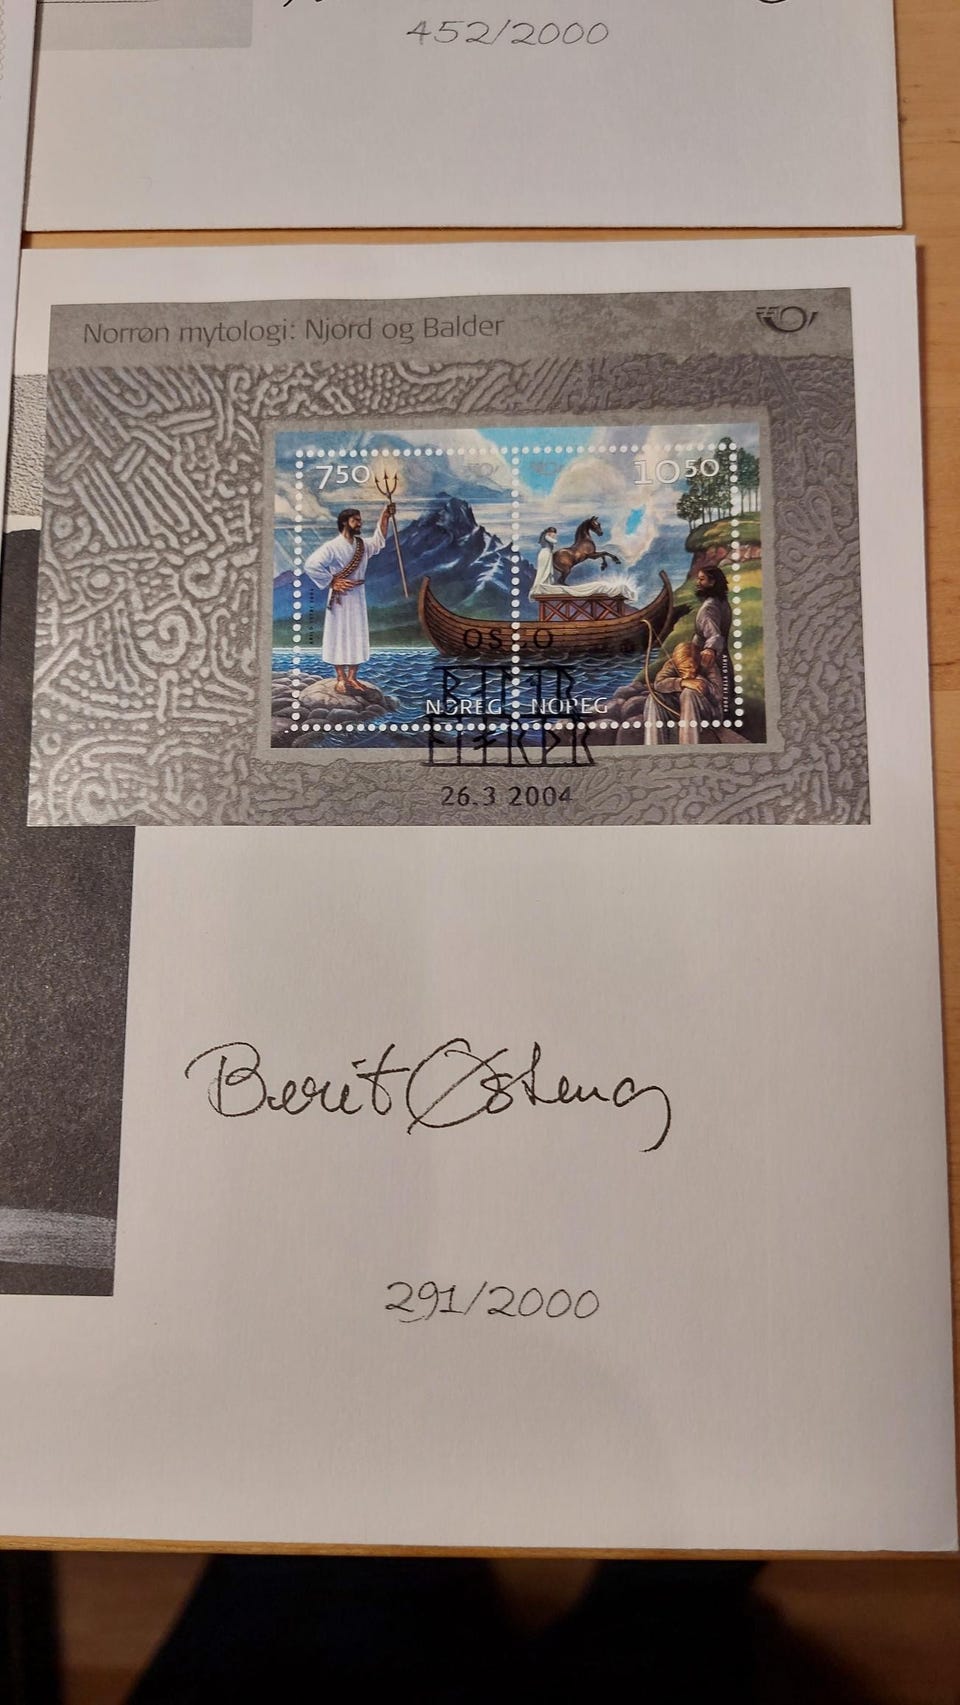 452/2000
Norrøn mytologi: Njord og Balder
750
1050
NOREG
NOREG
OSLO
26.3 2004
Berit Østeng
291/2000